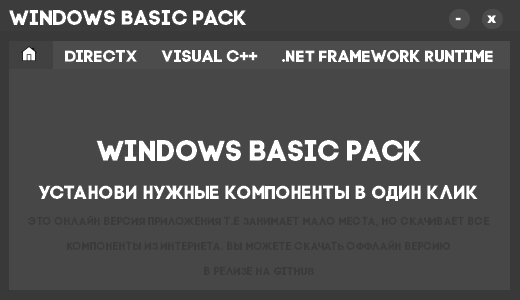 WINDOWS BASIC PACK
- x
DIRECTX VISUAL C++ .NET FRAMEWORK RUNTIME
WINDOWS BASIC PACK
УСТАНОВИ НУЖНЫЕ КОМПОНЕНТЫ В ОДИН КЛИК
ЭТО ОНЛАЙН ВЕРСИЯ ПРИЛОЖЕНИЯ Т.Е ЗАНИМАЕТ МАЛО МЕСТА, НО СКАЧИВАЕТ ВСЕ
КОМПОНЕНТЫ ИЗ ИНТЕРНЕТА. ВЫ МОЖЕТЕ СКАЧАТЬ ОФФЛАЙН ВЕРСИЮ
В РЕЛИЗЕ НА GITHUB